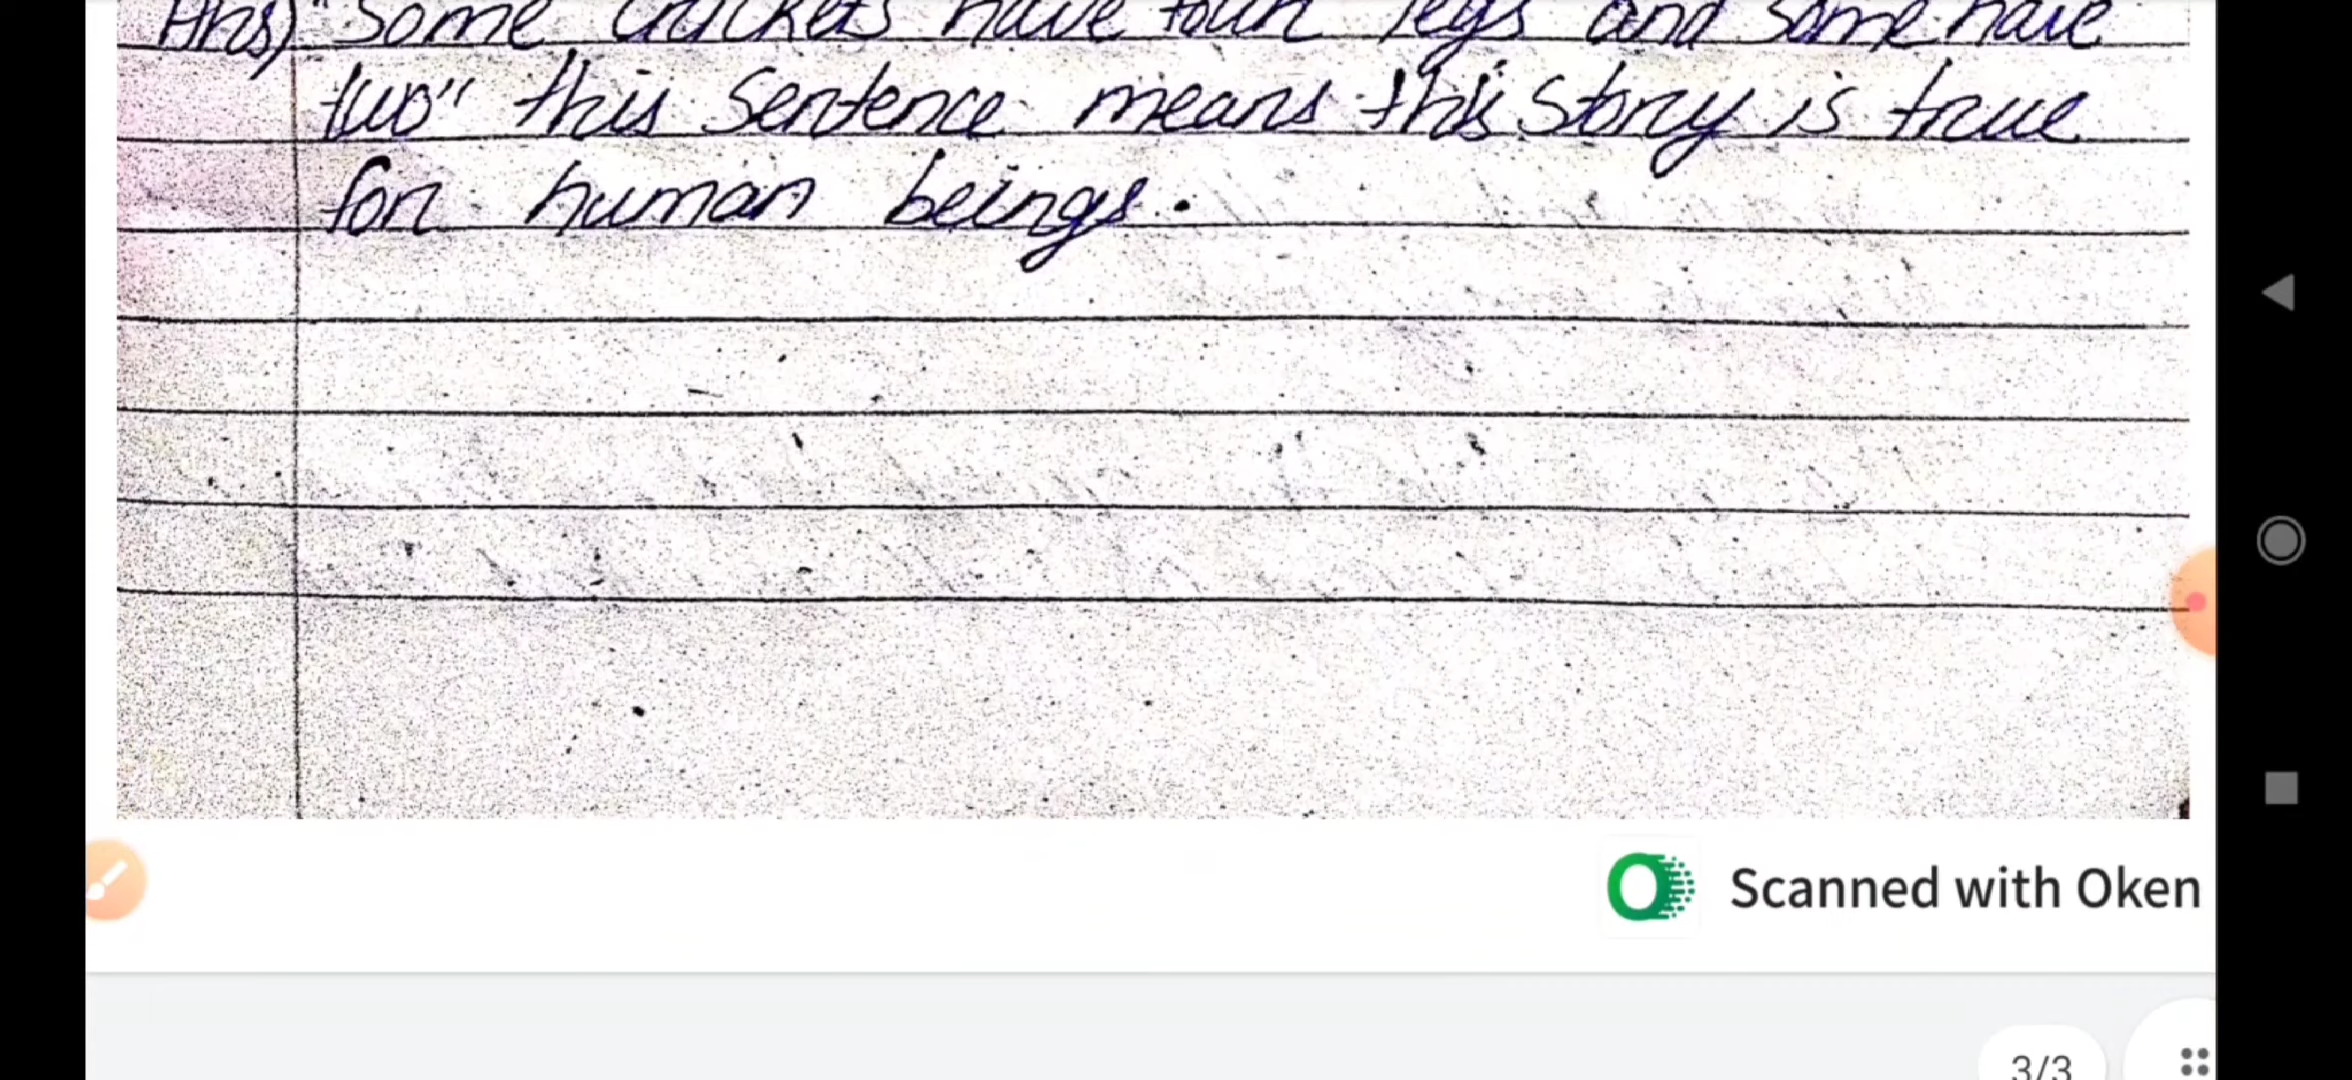 Ans) "Some crickets have four legs and some have
two" this sentence means this story is true
for human beings.
Scanned with Oken
3/3